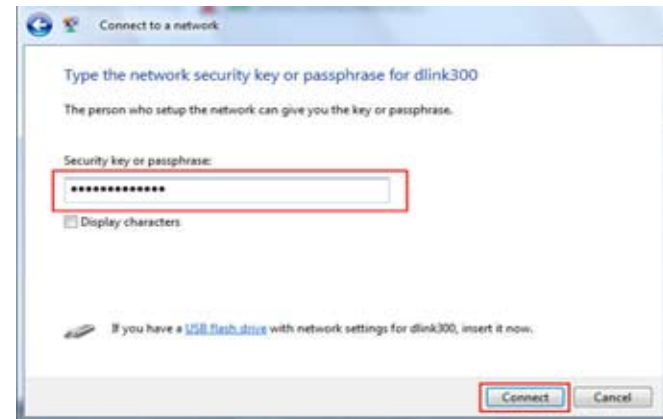 Connect to a network
Type the network security key or passphrase for dlink300
The person who setup the network can give you the key or passphrase.
Security key or passphrase:
•••••••••••••
Display characters
If you have a USB flash drive with network settings for dlink300, insert it now.
Connect Cancel